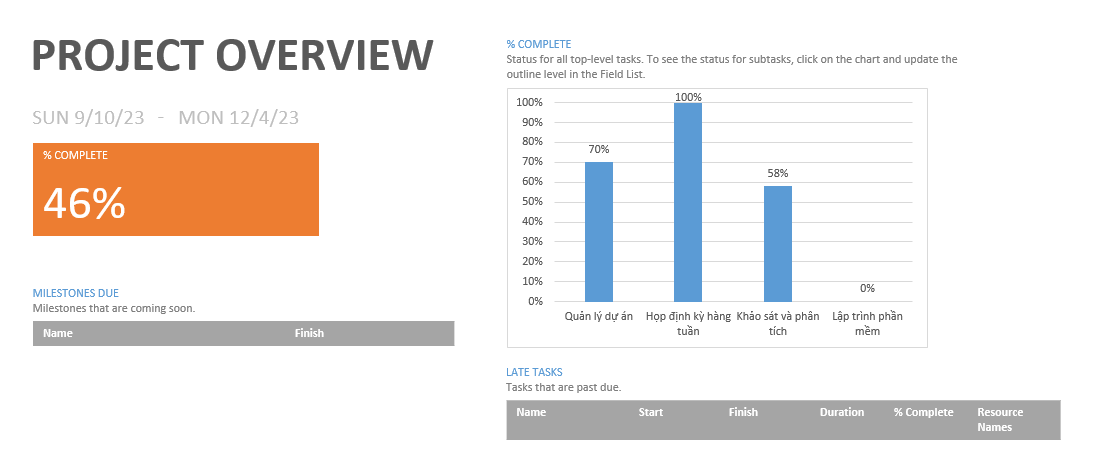 PROJECT OVERVIEW
SUN 9/10/23 - MON 12/4/23
% COMPLETE
46%
MILESTONES DUE
Milestones that are coming soon.
Name Finish
% COMPLETE
Status for all top-level tasks. To see the status for subtasks, click on the chart and update the
outline level in the Field List.
100%
90%
80%
70%
60%
50%
40%
30%
20%
10%
0%
70%
100%
58%
0%
Quản lý dự án
Họp định kỳ hàng
tuần
Khảo sát và phân
tích
Lập trình phần
mềm
LATE TASKS
Tasks that are past due.
Name Start Finish Duration % Complete Resource
Names